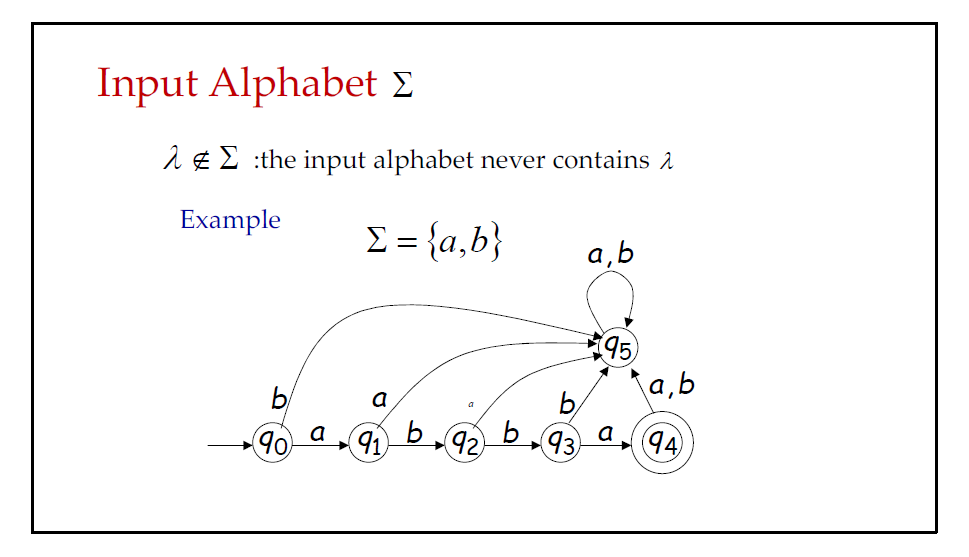 Input Alphabet Σ
λ ∉ Σ :the input alphabet never contains λ
Example
Σ = {a,b}
a,b
q5
b a a b a,b
q0 a q1 b q2 b q3 a q4